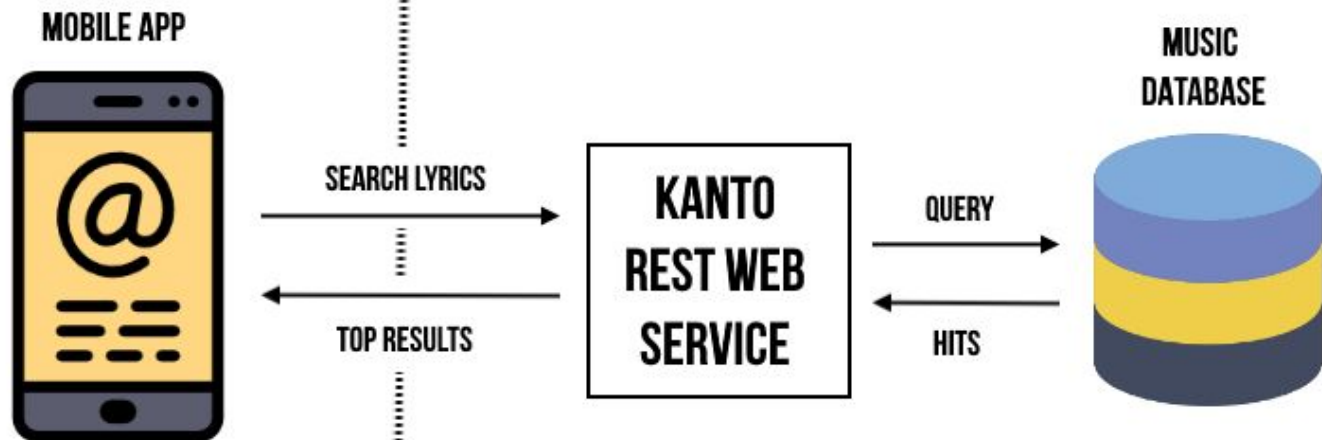 MOBILE APP
MUSIC
DATABASE
SEARCH LYRICS
KANTO
REST WEB
SERVICE
QUERY
TOP RESULTS
HITS
@